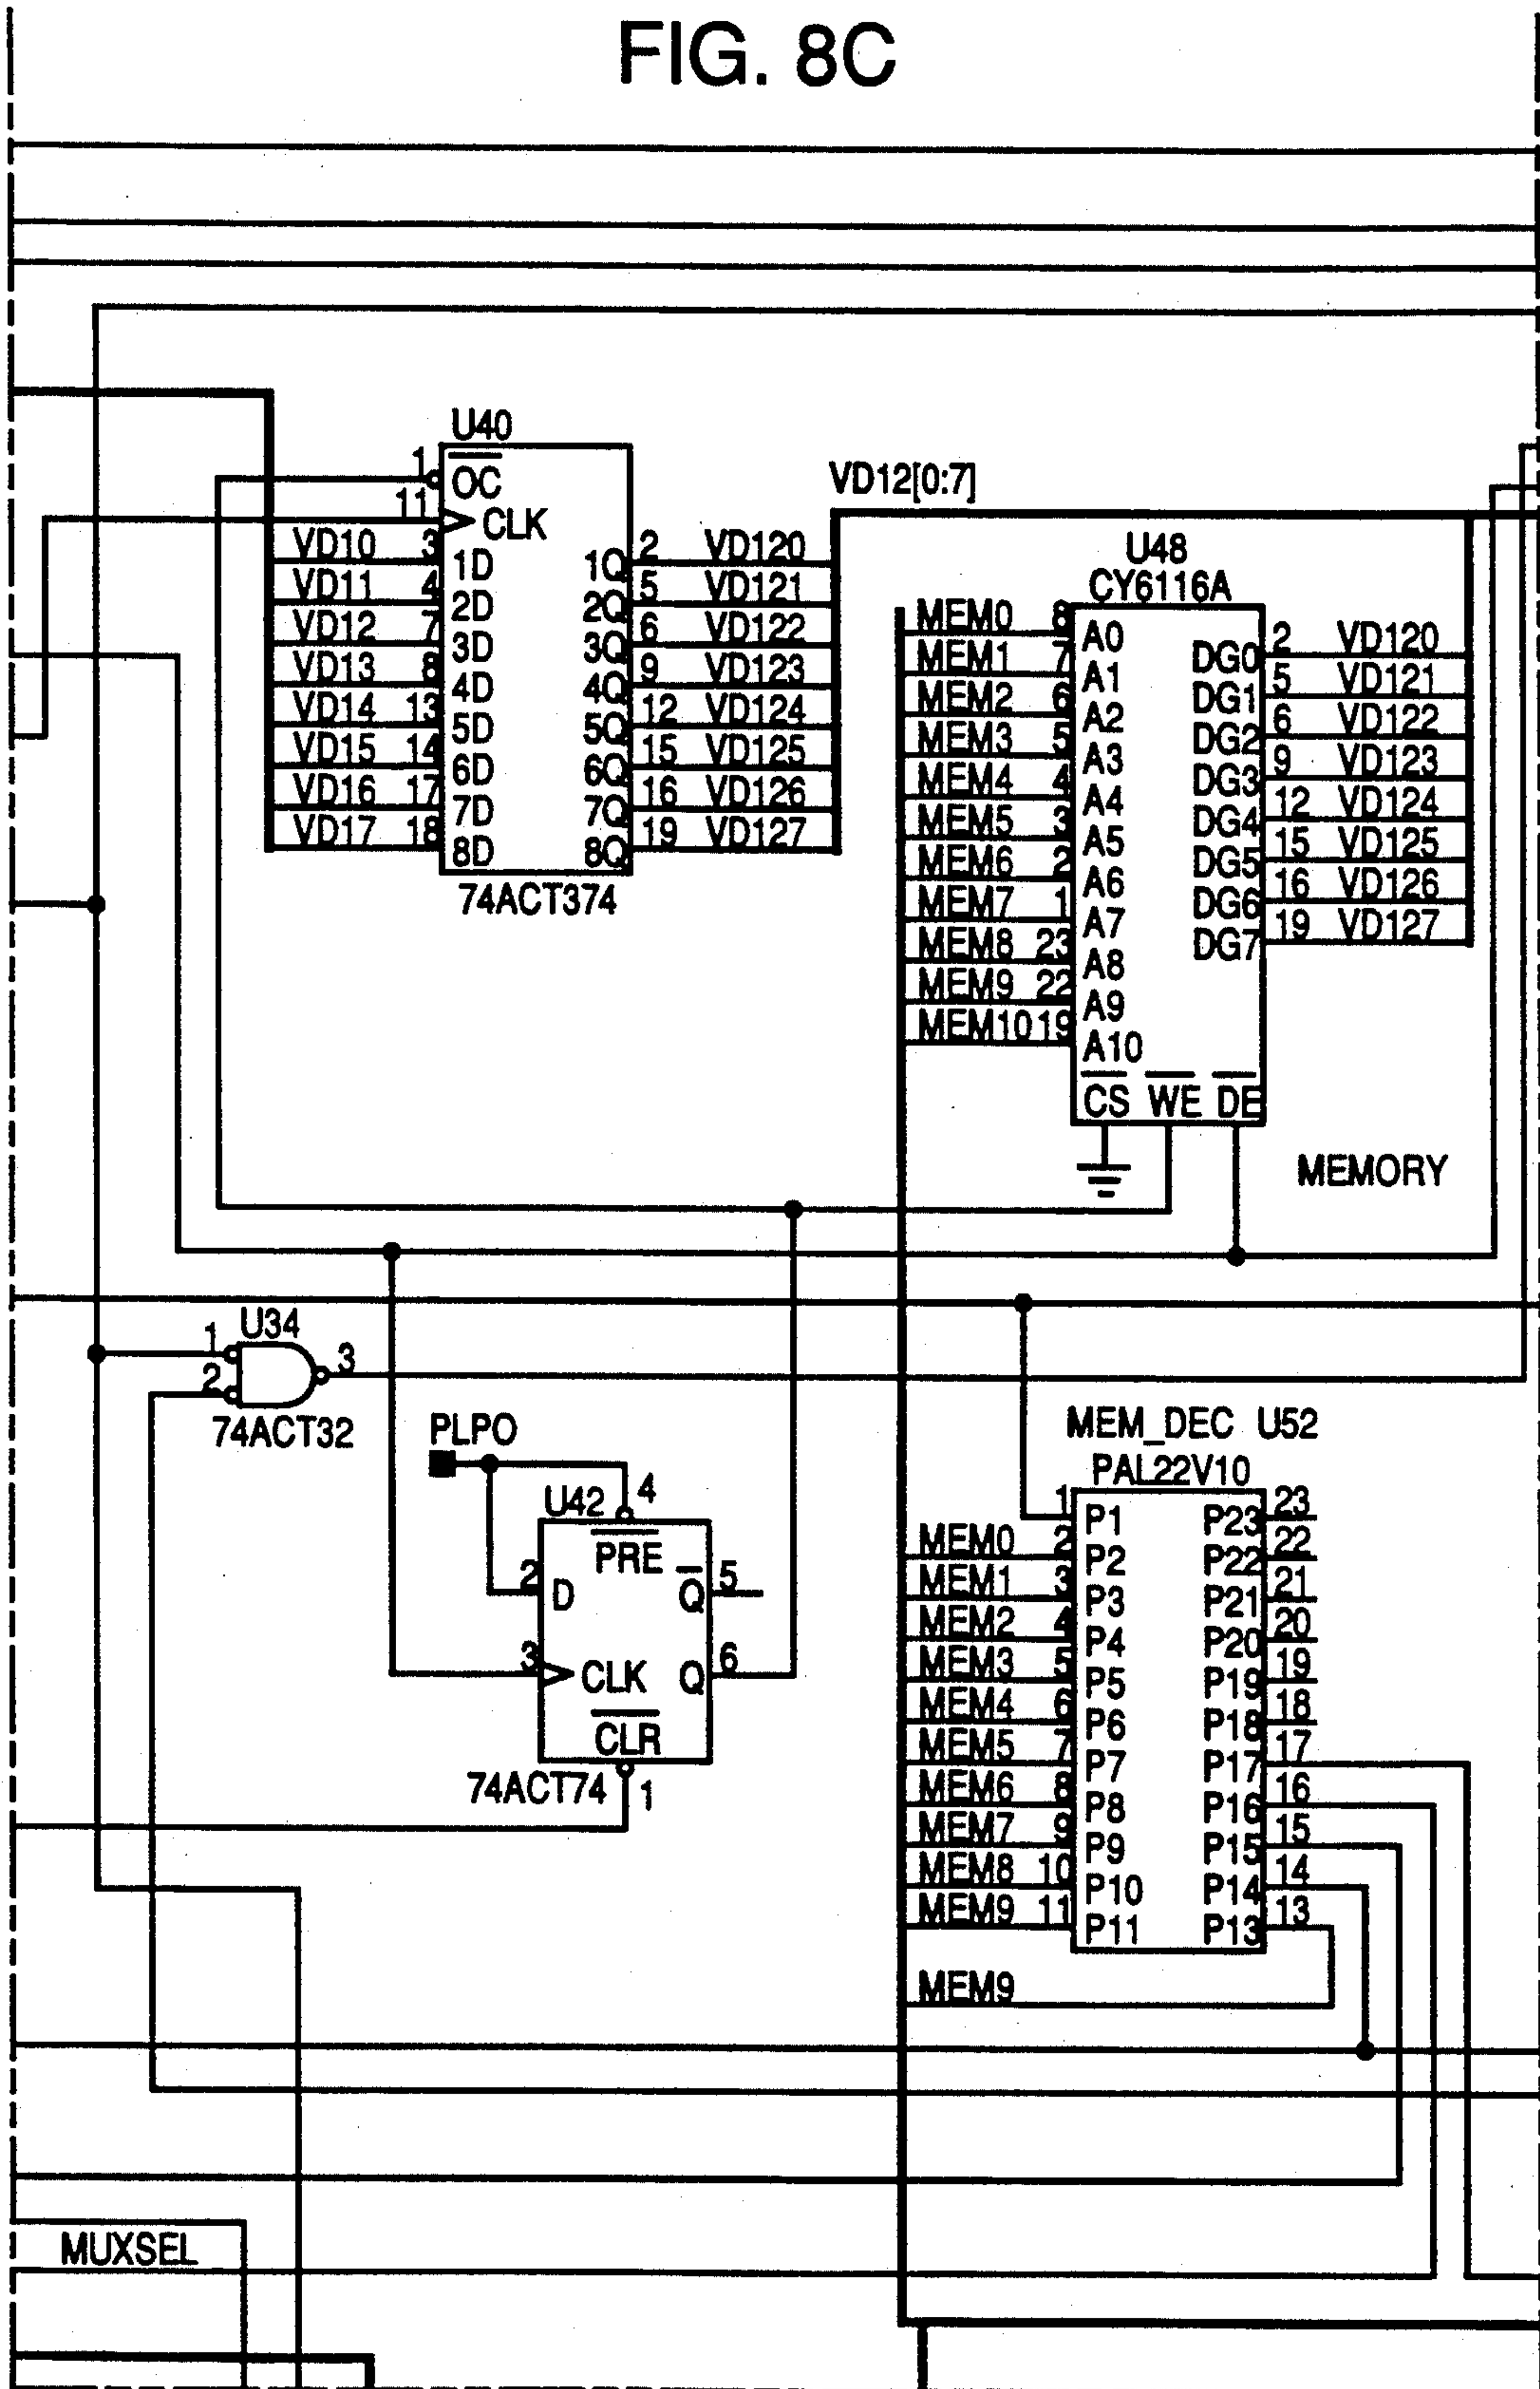 FIG. 8C
U40
1 OC
11 CLK
VD10 3 1D 1Q 2 VD120
VD11 4 2D 2Q 5 VD121
VD12 7 3D 3Q 6 VD122
VD13 8 4D 4Q 9 VD123
VD14 13 5D 5Q 12 VD124
VD15 14 6D 6Q 15 VD125
VD16 17 7D 7Q 16 VD126
VD17 18 8D 8Q 19 VD127
74ACT374
VD12[0:7]
U48
CY6116A
MEM0 8 A0 DG0 2 VD120
MEM1 7 A1 DG1 5 VD121
MEM2 6 A2 DG2 6 VD122
MEM3 5 A3 DG3 9 VD123
MEM4 4 A4 DG4 12 VD124
MEM5 3 A5 DG5 15 VD125
MEM6 2 A6 DG6 16 VD126
MEM7 1 A7 DG7 19 VD127
MEM8 23 A8
MEM9 22 A9
MEM10 19 A10
CS WE DE
MEMORY
U34
1
2
3
74ACT32
PLPO
U42 4
PRE
2 D Q 5
3 CLK Q 6
CLR
74ACT74 1
MEM_DEC U52
PAL22V10
1 P1 P23 23
MEM0 2 P2 P22 22
MEM1 3 P3 P21 21
MEM2 4 P4 P20 20
MEM3 5 P5 P19 19
MEM4 6 P6 P18 18
MEM5 7 P7 P17 17
MEM6 8 P8 P16 16
MEM7 9 P9 P15 15
MEM8 10 P10 P14 14
MEM9 11 P11 P13 13
MEM9
MUXSEL